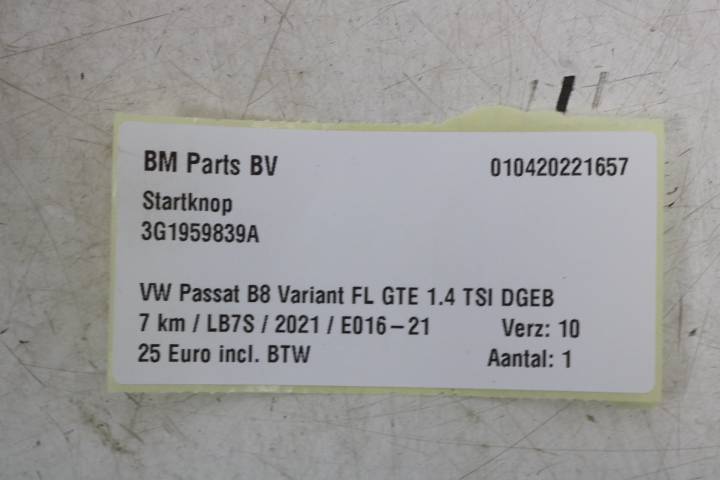 BM Parts BV 010420221657
Startknop
3G1959839A
VW Passat B8 Variant FL GTE 1.4 TSI DGEB
7 km / LB7S / 2021 / E016-21 Verz: 10
25 Euro incl. BTW Aantal: 1